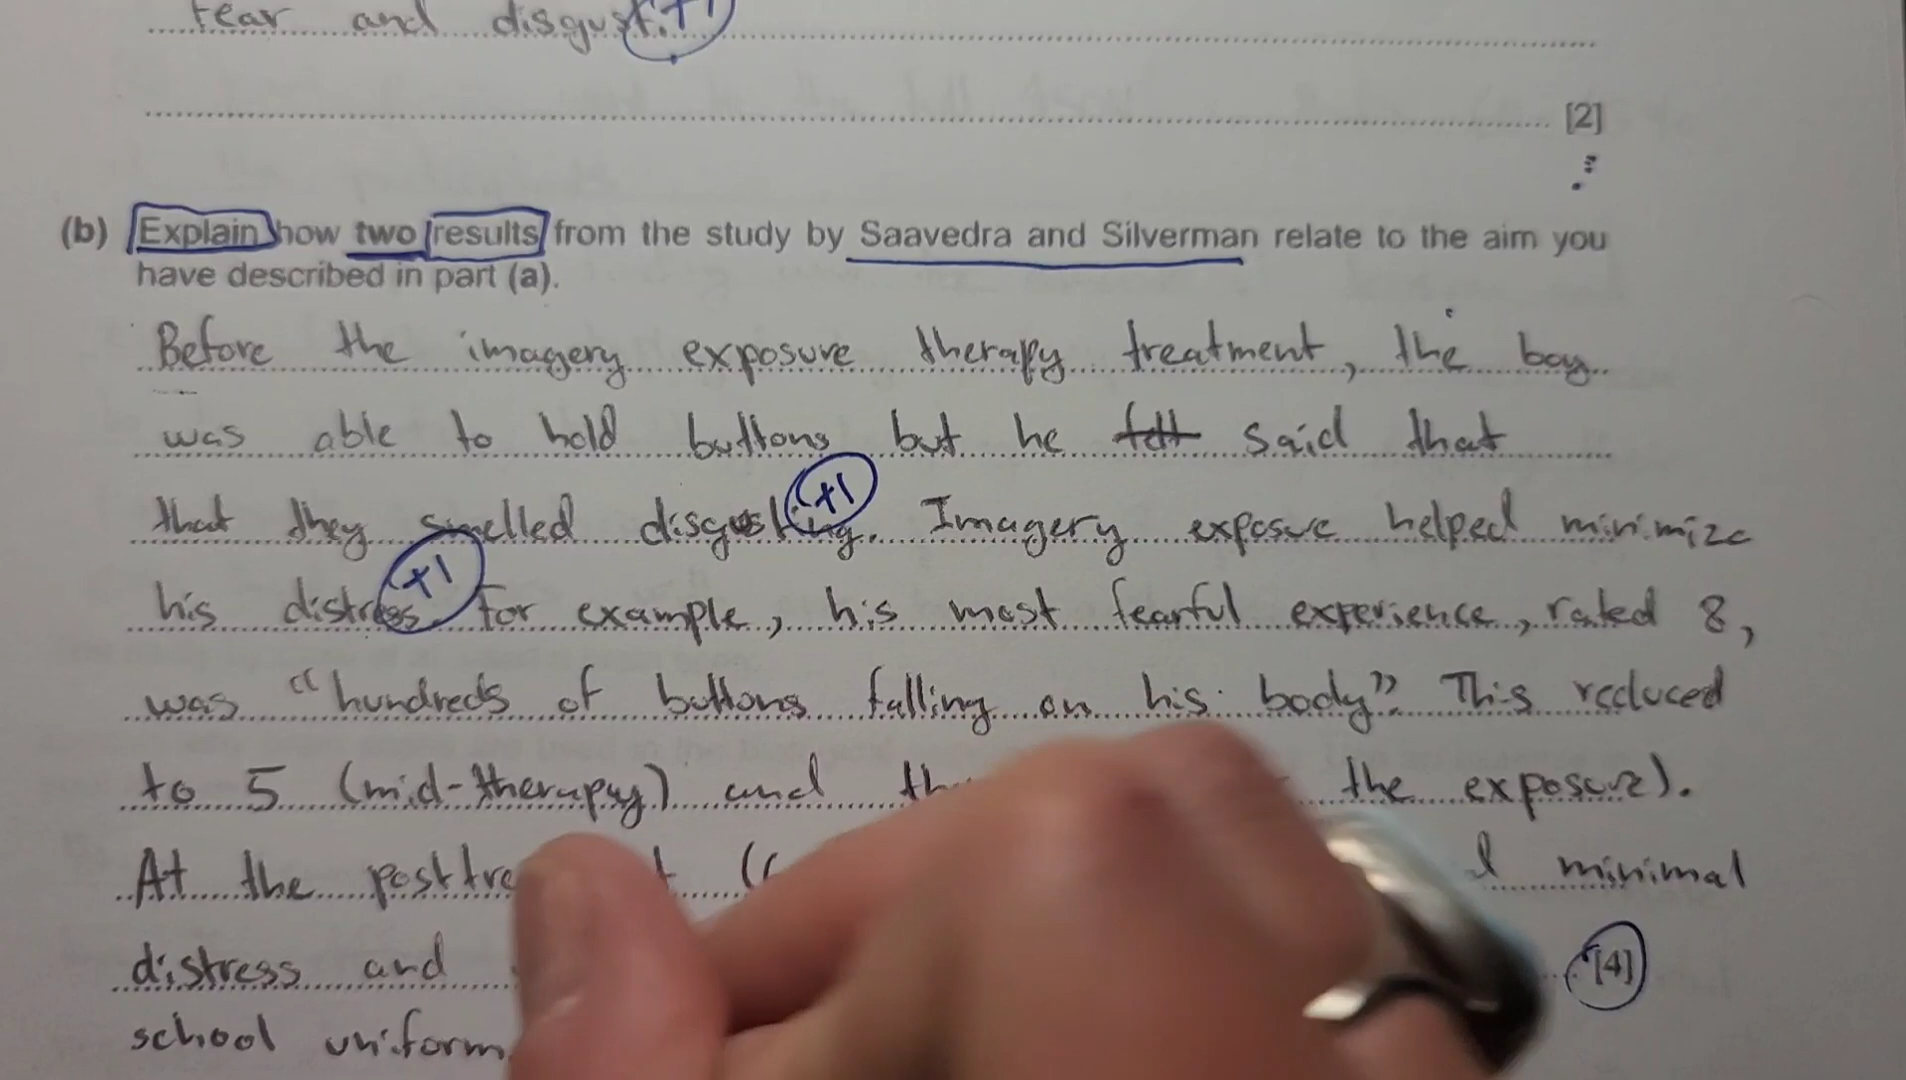 fear and disgust. +1
[2]
(b) Explain how two results from the study by Saavedra and Silverman relate to the aim you
have described in part (a).
Before the imagery exposure therapy treatment, the boy
was able to hold buttons but he felt said that
that they smelled disgusting. +1 Imagery exposure helped minimize
his distress +1 for example, his most fearful experience, rated 8,
was "hundreds of buttons falling on his body". This reduced
to 5 (mid-therapy) and the exposure).
At the minimal
distress and [4]
school uniform